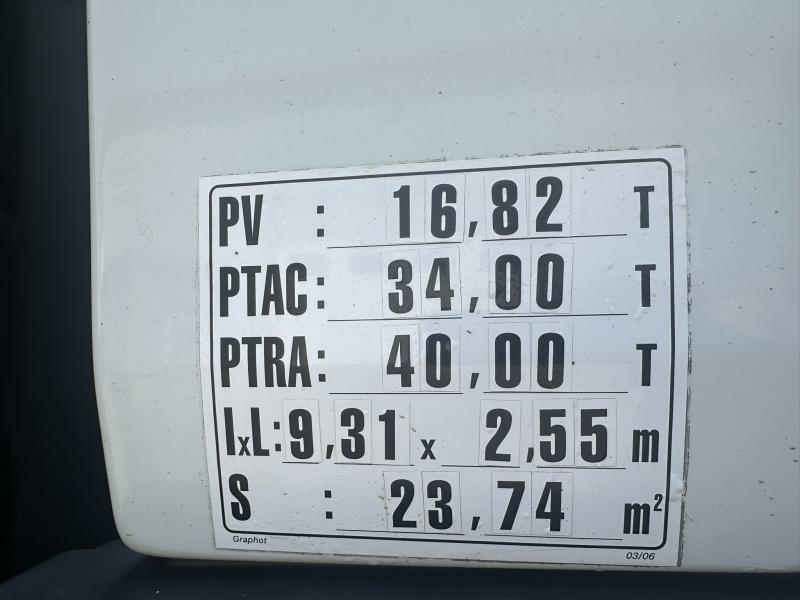 PV : 16,82 T
PTAC : 34,00 T
PTRA : 40,00 T
IxL : 9,31 x 2,55 m
S : 23,74 m²
Graphot 03/06